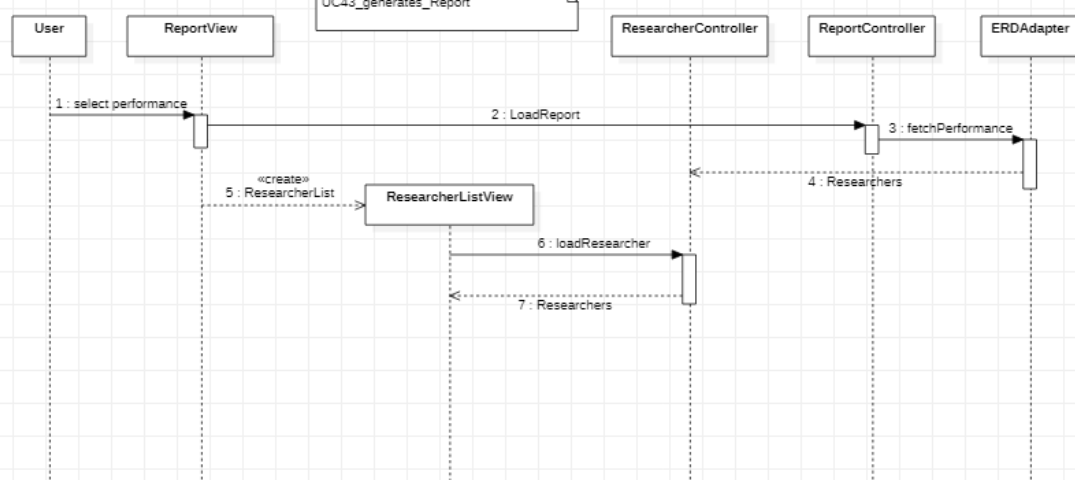 UC43_generates_Report
User
ReportView
ResearcherController
ReportController
ERDAdapter
1 : select performance
2 : LoadReport
3 : fetchPerformance
4 : Researchers
«create»
5 : ResearcherList
ResearcherListView
6 : loadResearcher
7 : Researchers